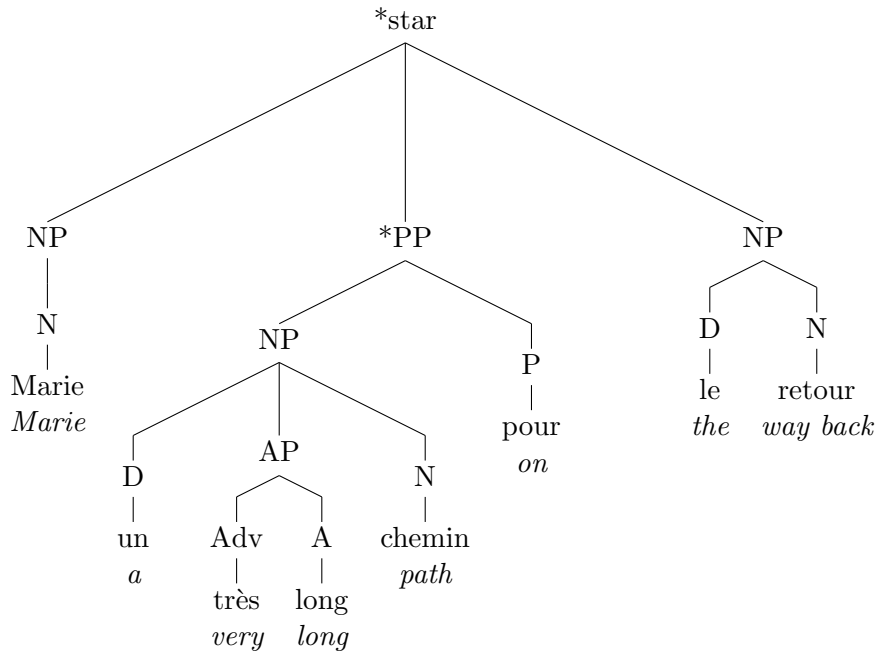 *star
NP *PP NP
N NP P D N
Marie pour le retour
Marie on the way back
D AP N
un Adv A chemin
a path
très long
very long